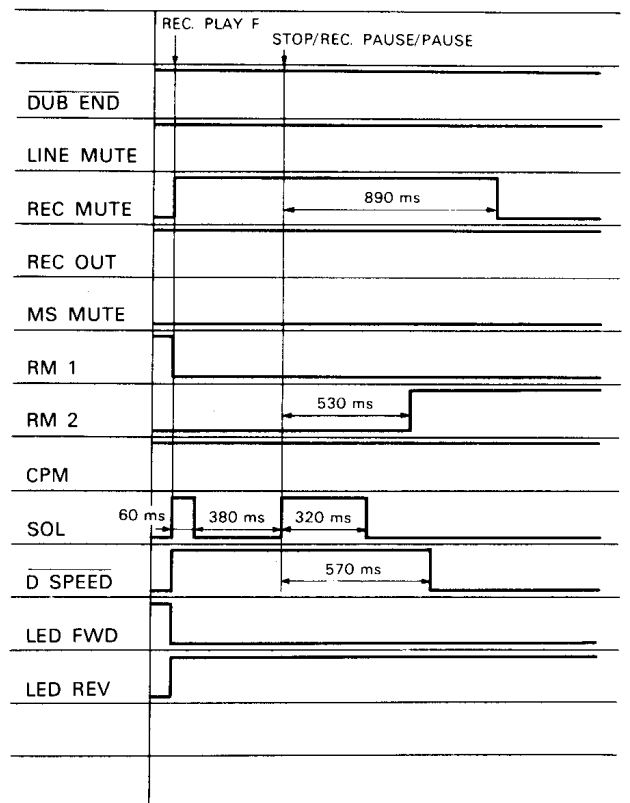 REC. PLAY F
STOP/REC. PAUSE/PAUSE
DUB END
LINE MUTE
REC MUTE
890 ms
REC OUT
MS MUTE
RM 1
RM 2
530 ms
CPM
SOL
60 ms
380 ms
320 ms
D SPEED
570 ms
LED FWD
LED REV